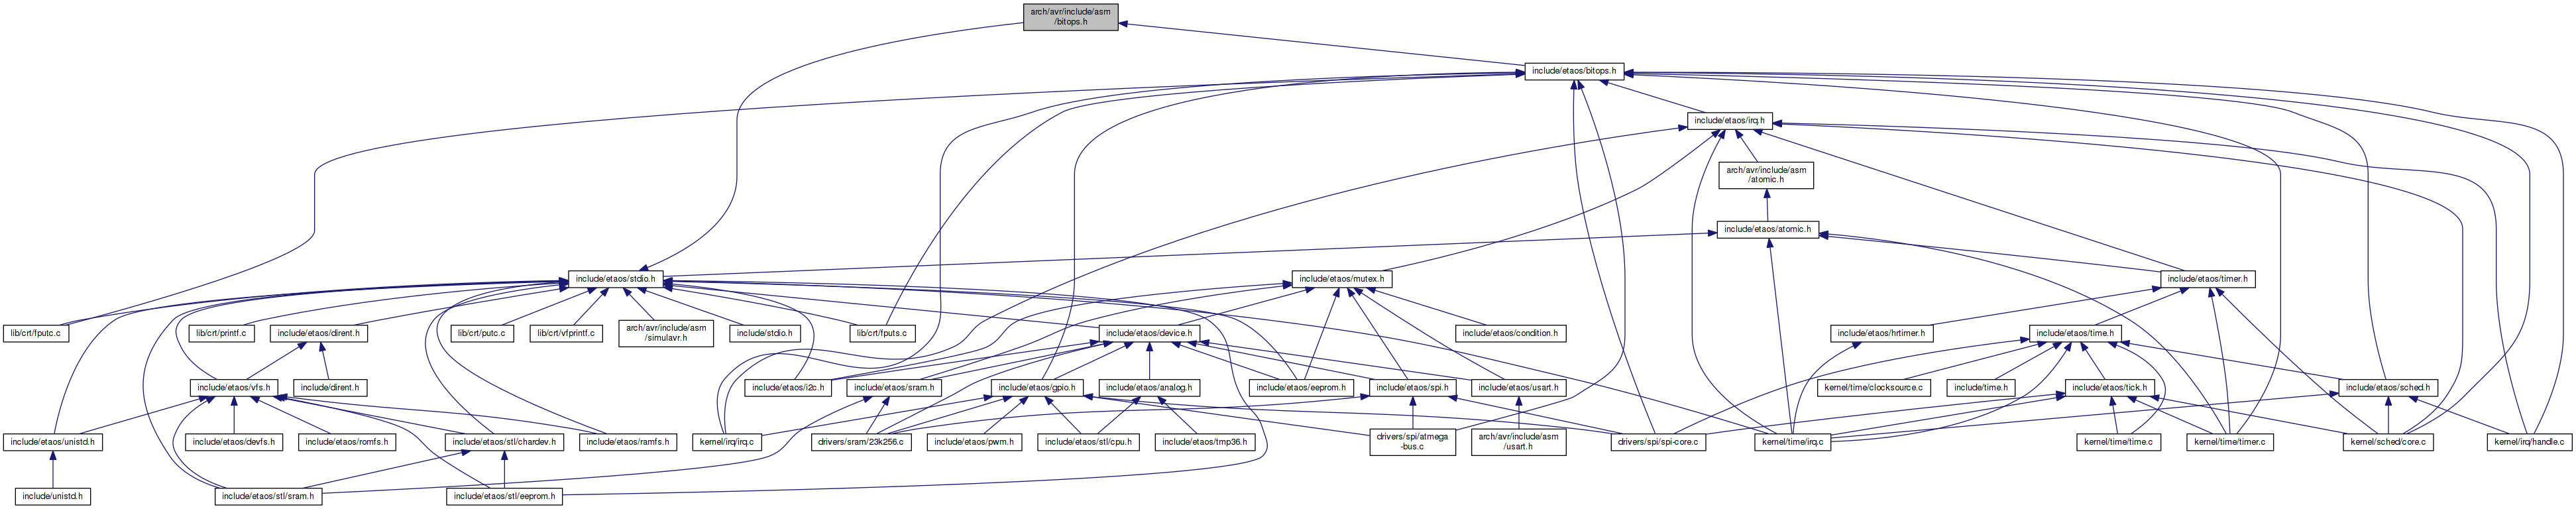 arch/avr/include/asm
/bitops.h
include/etaos/bitops.h
include/etaos/irq.h
arch/avr/include/asm
/atomic.h
include/etaos/atomic.h
include/etaos/stdio.h
include/etaos/mutex.h
include/etaos/timer.h
lib/crt/fputc.c
lib/crt/printf.c
include/etaos/dirent.h
lib/crt/putc.c
lib/crt/vfprintf.c
arch/avr/include/asm
/simulavr.h
include/stdio.h
lib/crt/fputs.c
include/etaos/device.h
include/etaos/condition.h
include/etaos/hrtimer.h
include/etaos/time.h
include/etaos/vfs.h
include/dirent.h
include/etaos/i2c.h
include/etaos/sram.h
include/etaos/gpio.h
include/etaos/analog.h
include/etaos/eeprom.h
include/etaos/spi.h
include/etaos/usart.h
kernel/time/clocksource.c
include/time.h
include/etaos/tick.h
include/etaos/sched.h
include/etaos/unistd.h
include/etaos/devfs.h
include/etaos/romfs.h
include/etaos/stl/chardev.h
include/etaos/ramfs.h
kernel/irq/irq.c
drivers/sram/23k256.c
include/etaos/pwm.h
include/etaos/stl/cpu.h
include/etaos/tmp36.h
drivers/spi/atmega
-bus.c
arch/avr/include/asm
/usart.h
drivers/spi/spi-core.c
kernel/time/irq.c
kernel/time/time.c
kernel/time/timer.c
kernel/sched/core.c
kernel/irq/handle.c
include/unistd.h
include/etaos/stl/sram.h
include/etaos/stl/eeprom.h